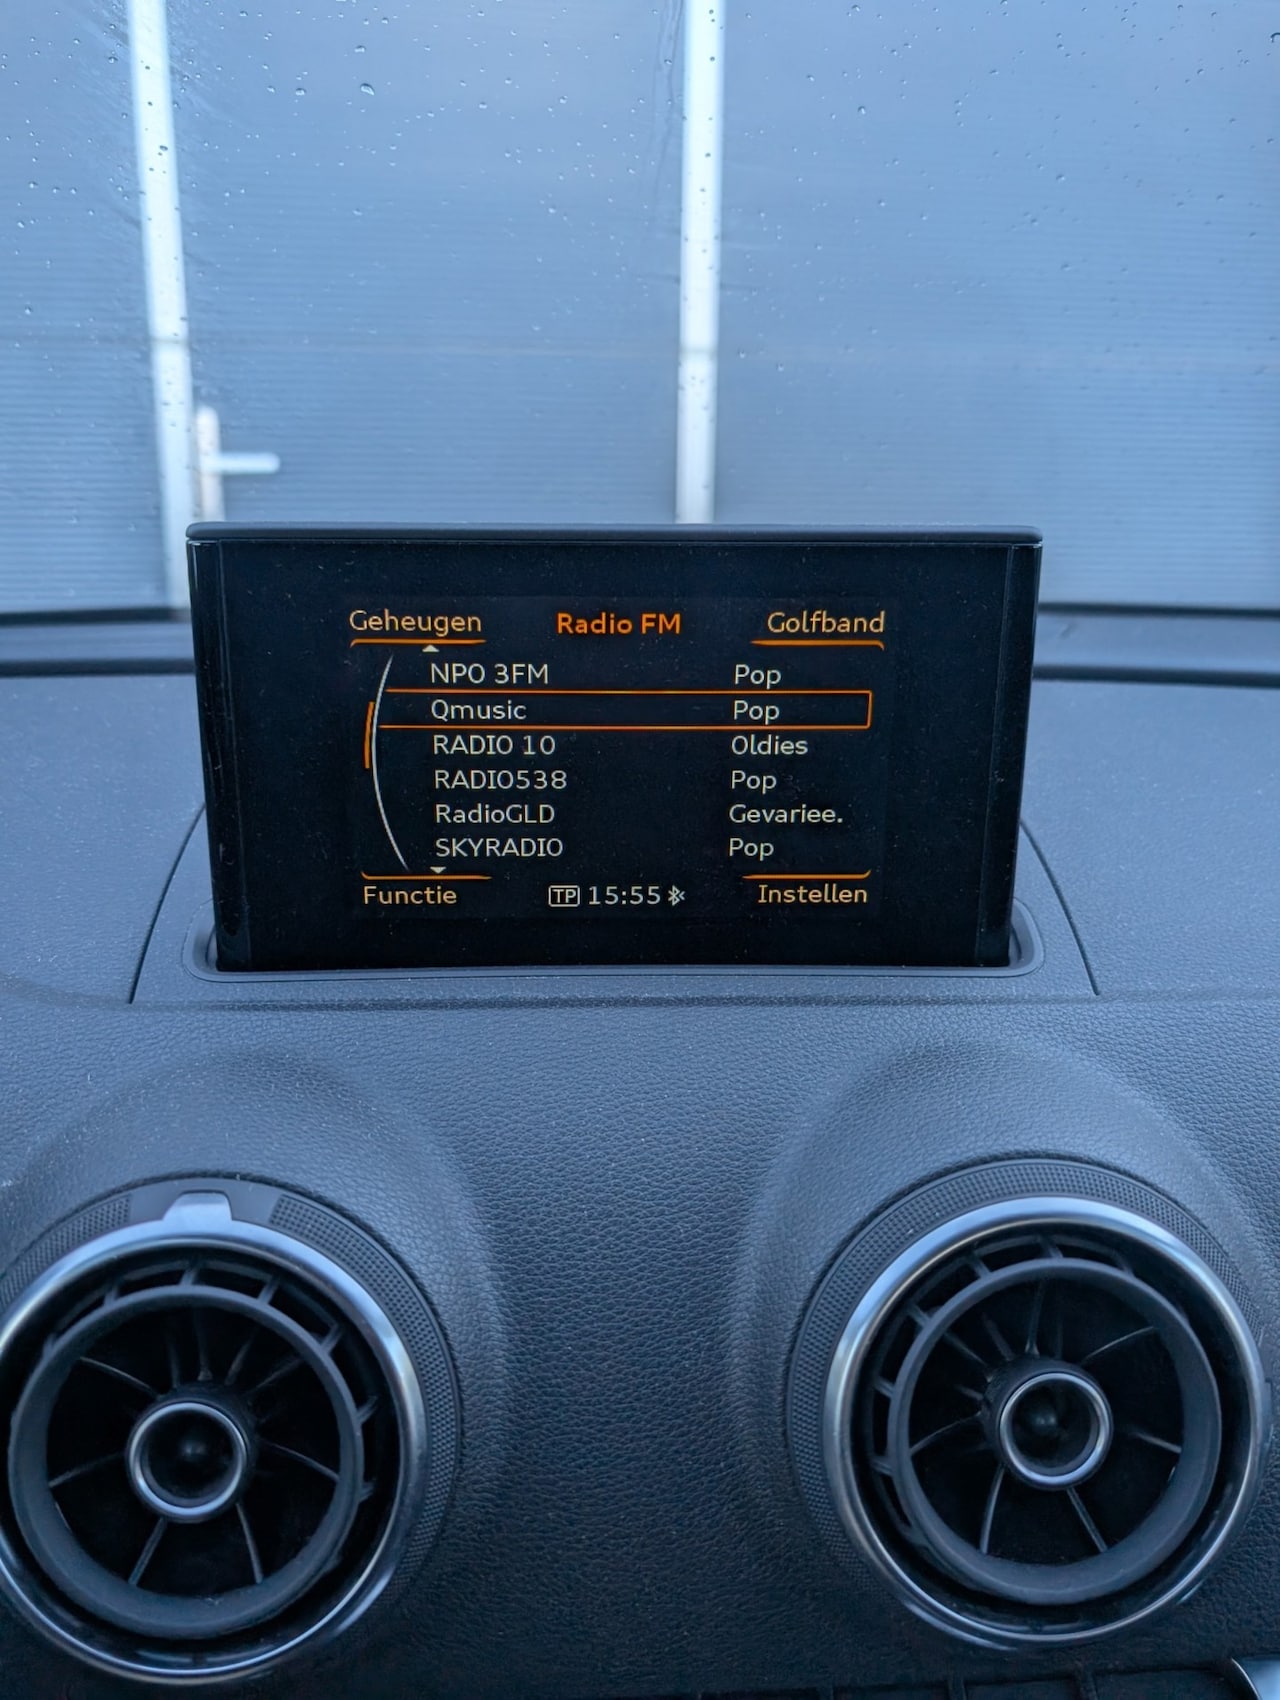 Geheugen Radio FM Golfband
NPO 3FM Pop
Qmusic Pop
RADIO 10 Oldies
RADIO538 Pop
RadioGLD Gevariee.
SKYRADIO Pop
Functie TP 15:55 Instellen